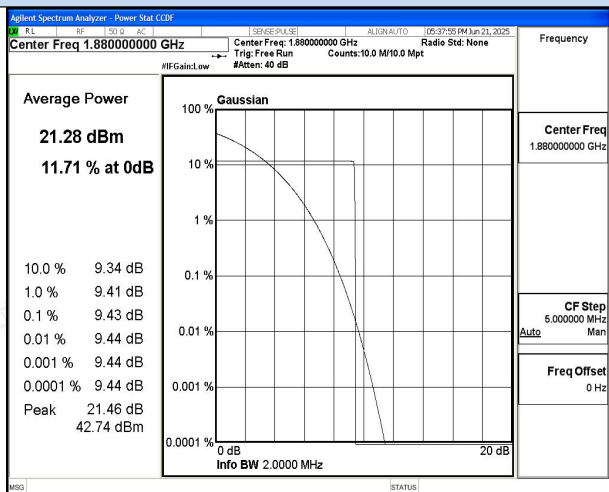 Agilent Spectrum Analyzer - Power Stat CCDF
LXI RL RF 50 Ω AC SENSE:PULSE ALIGN AUTO 05:37:55 PM Jun 21, 2025
Center Freq 1.880000000 GHz
Center Freq: 1.880000000 GHz Radio Std: None
Trig: Free Run Counts:10.0 M/10.0 Mpt
#IFGain:Low #Atten: 40 dB
Frequency
Average Power
21.28 dBm
11.71 % at 0dB
10.0 % 9.34 dB
1.0 % 9.41 dB
0.1 % 9.43 dB
0.01 % 9.44 dB
0.001 % 9.44 dB
0.0001 % 9.44 dB
Peak 21.46 dB
42.74 dBm
Gaussian
100 %
10 %
1 %
0.1 %
0.01 %
0.001 %
0.0001 %
0 dB 20 dB
Info BW 2.0000 MHz
Center Freq
1.880000000 GHz
CF Step
5.000000 MHz
Auto Man
Freq Offset
0 Hz
MSG STATUS